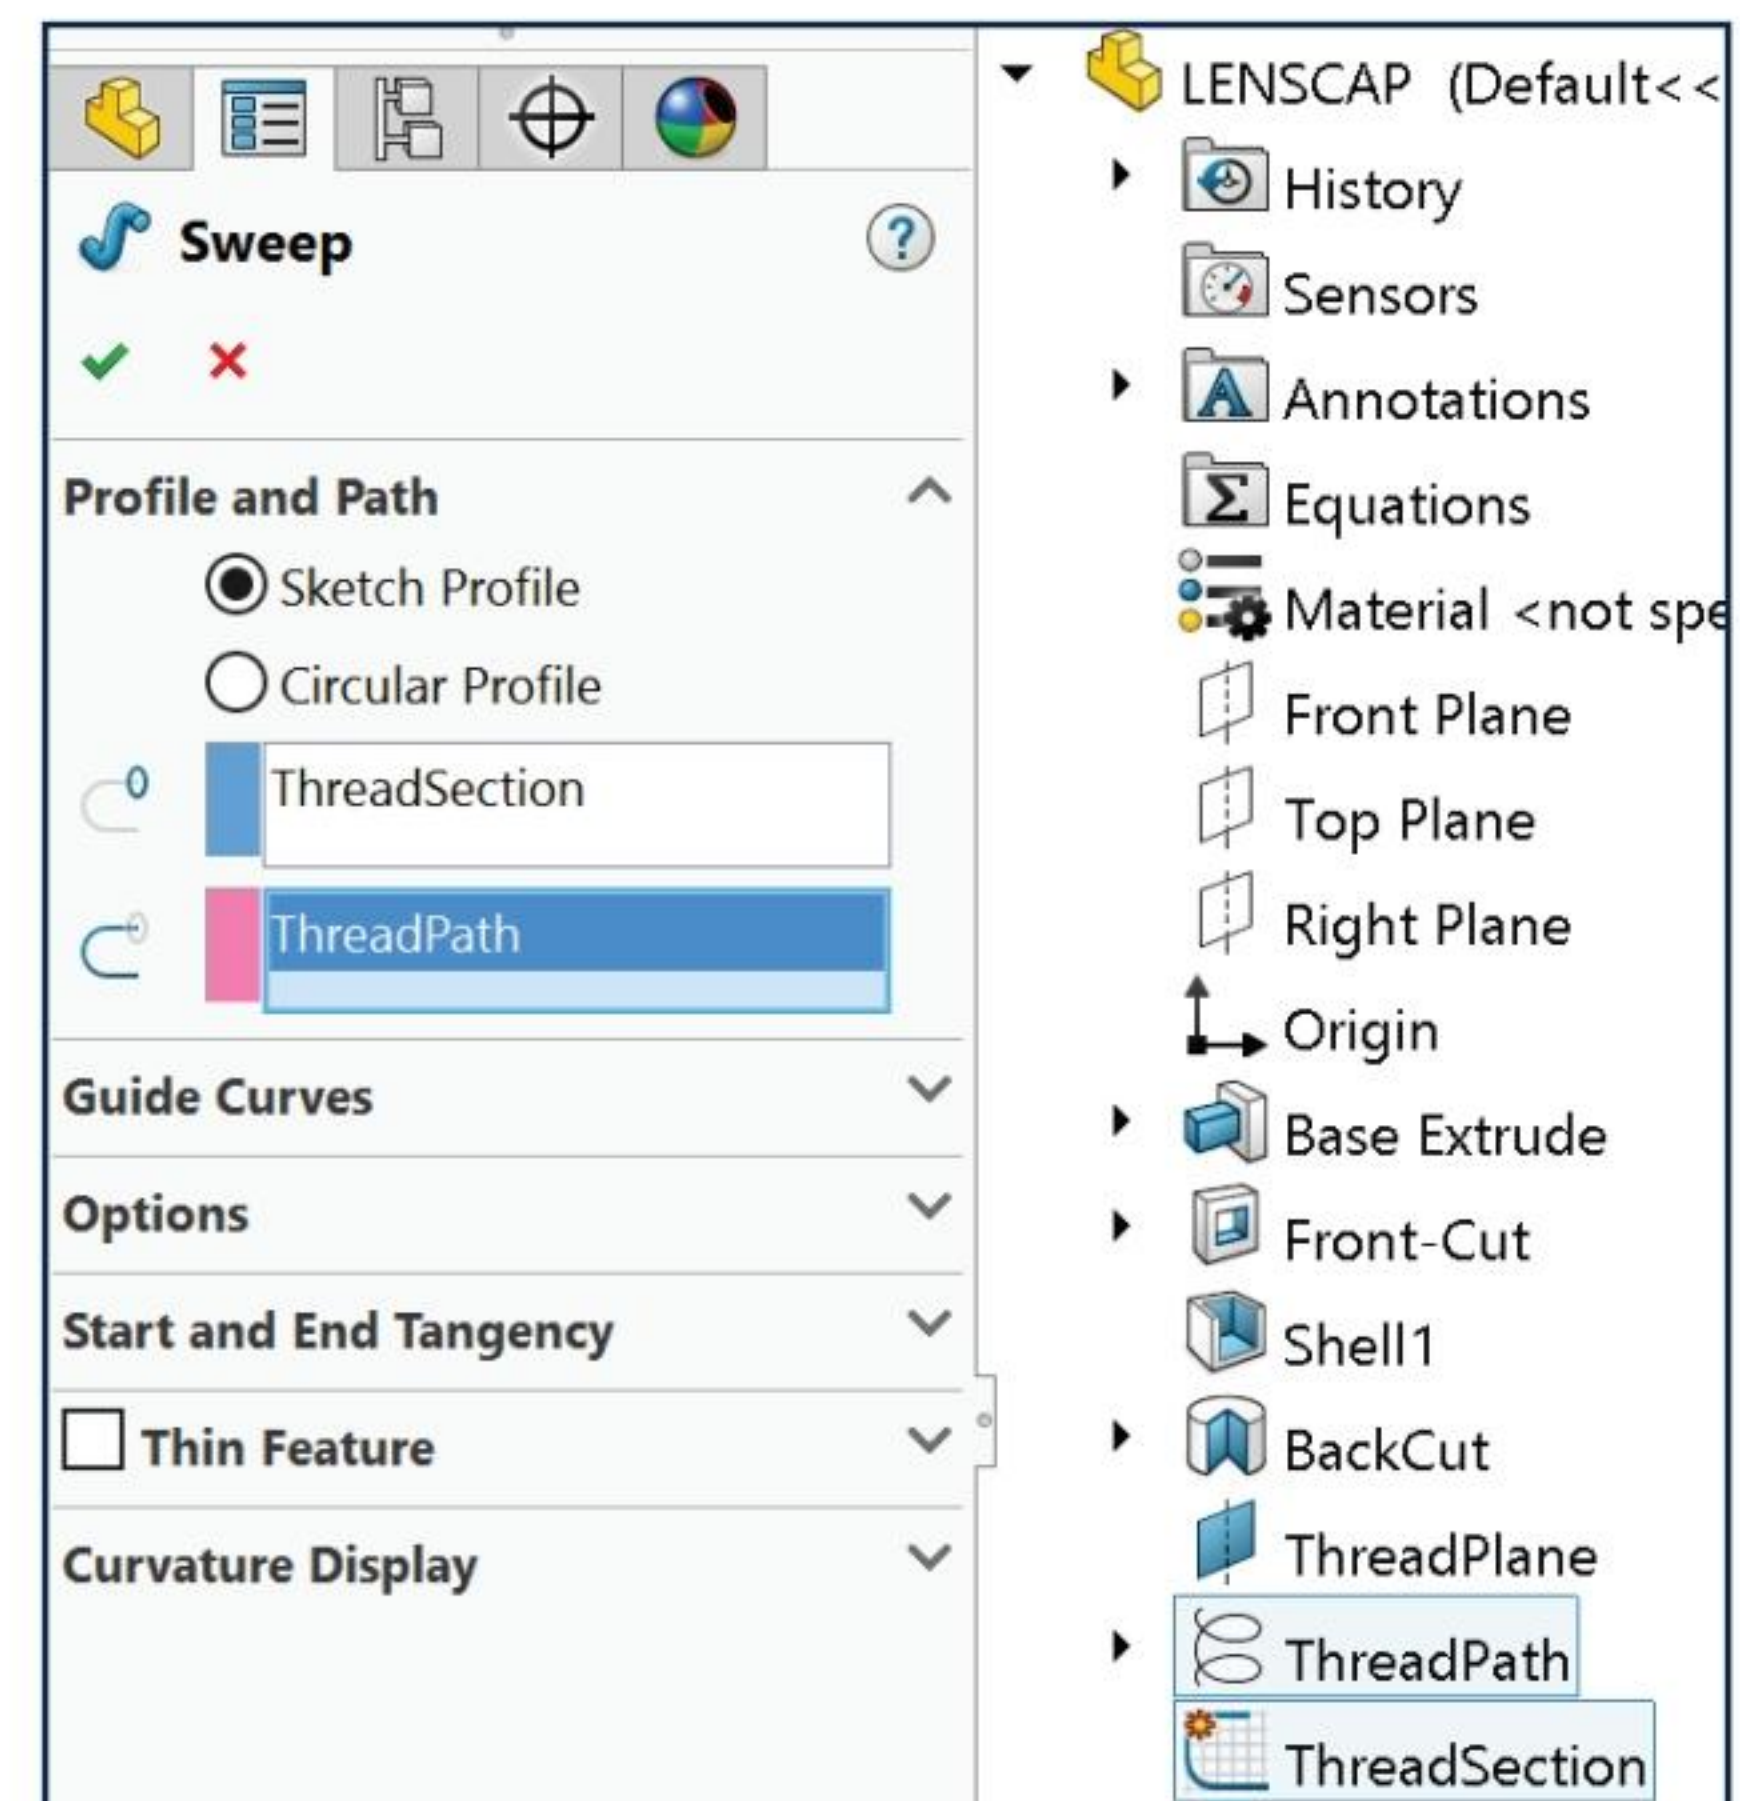 Sweep
?
Profile and Path
Sketch Profile
Circular Profile
ThreadSection
ThreadPath
Guide Curves
Options
Start and End Tangency
Thin Feature
Curvature Display
LENSCAP (Default<<
History
Sensors
A Annotations
Σ Equations
Material <not spe
Front Plane
Top Plane
Right Plane
Origin
Base Extrude
Front-Cut
Shell1
BackCut
ThreadPlane
ThreadPath
ThreadSection